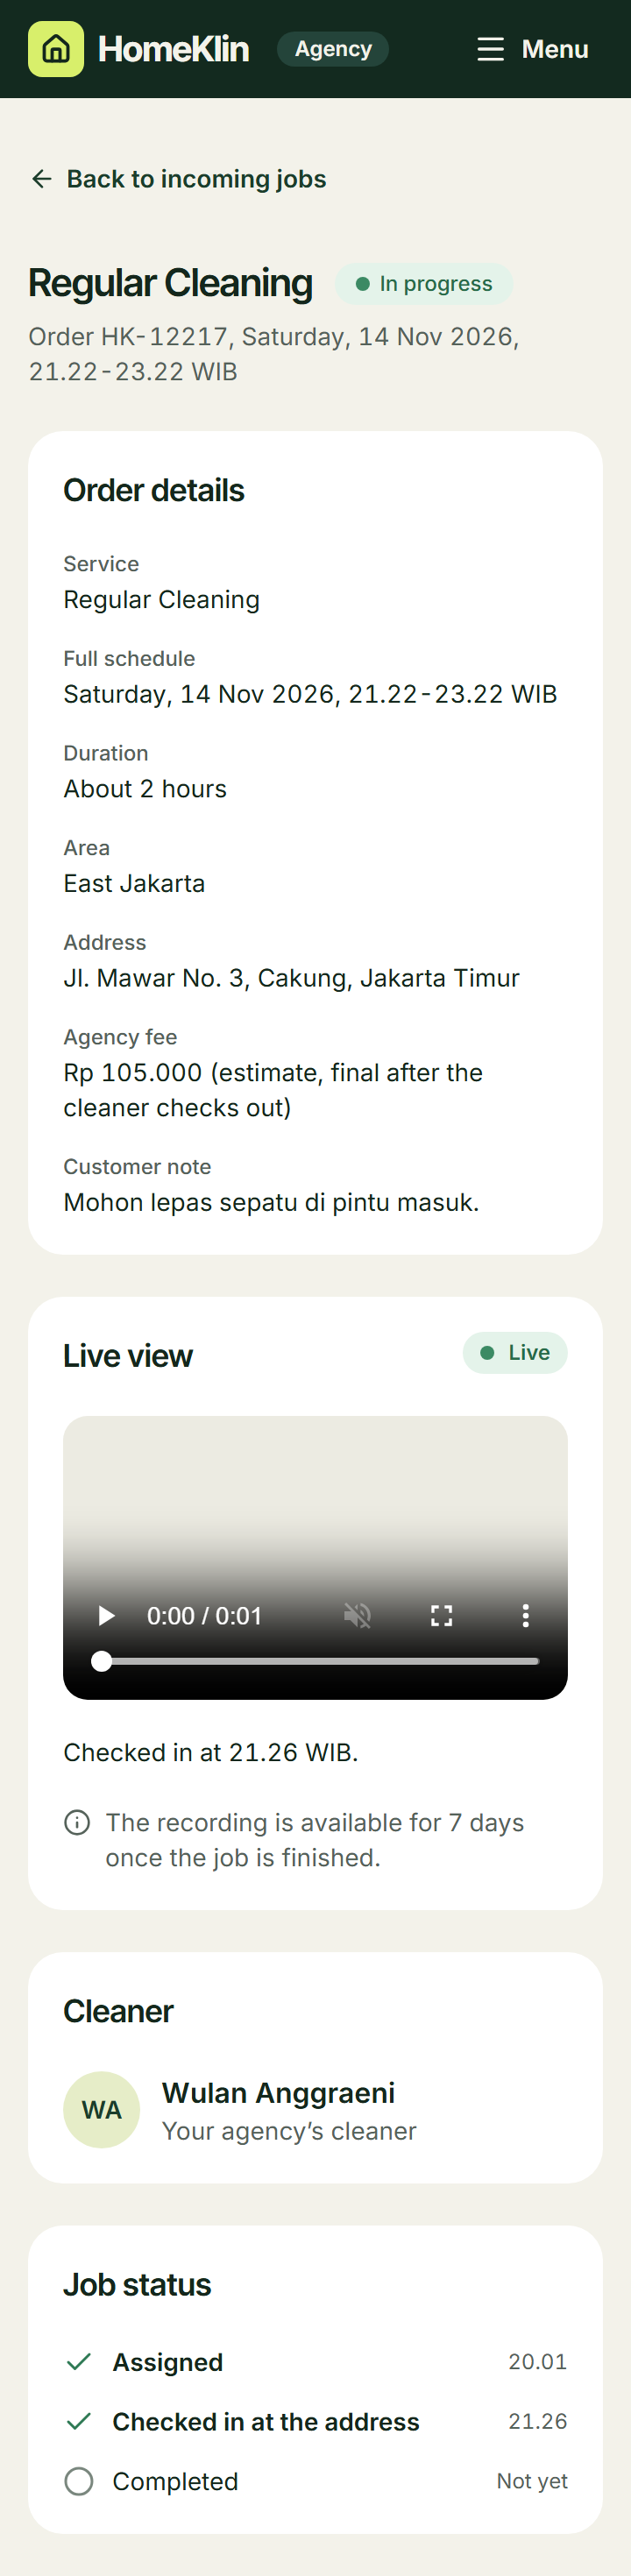 HomeKlin Agency Menu
Back to incoming jobs
Regular Cleaning In progress
Order HK-12217, Saturday, 14 Nov 2026,
21.22-23.22 WIB
Order details
Service
Regular Cleaning
Full schedule
Saturday, 14 Nov 2026, 21.22-23.22 WIB
Duration
About 2 hours
Area
East Jakarta
Address
Jl. Mawar No. 3, Cakung, Jakarta Timur
Agency fee
Rp 105.000 (estimate, final after the
cleaner checks out)
Customer note
Mohon lepas sepatu di pintu masuk.
Live view Live
0:00 / 0:01
Checked in at 21.26 WIB.
The recording is available for 7 days
once the job is finished.
Cleaner
WA Wulan Anggraeni
Your agency’s cleaner
Job status
Assigned 20.01
Checked in at the address 21.26
Completed Not yet